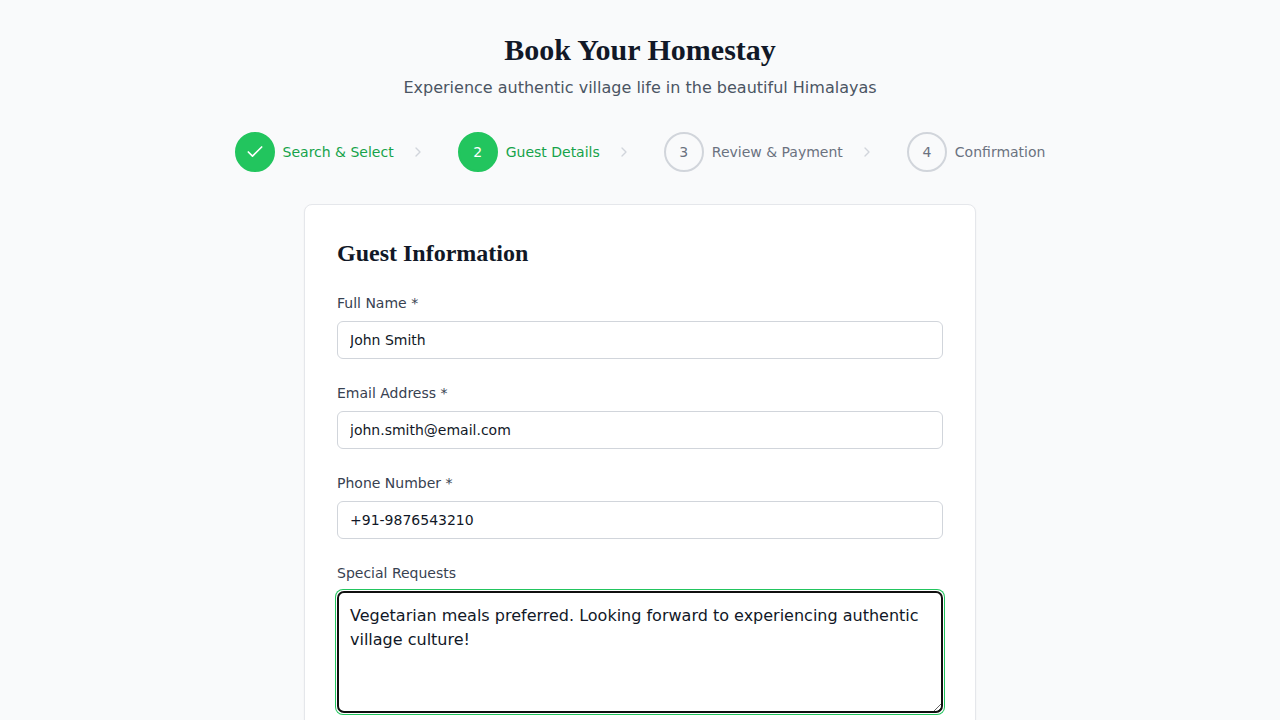 Book Your Homestay
Experience authentic village life in the beautiful Himalayas
Search & Select
2
Guest Details
3
Review & Payment
4
Confirmation
Guest Information
Full Name *
John Smith
Email Address *
john.smith@email.com
Phone Number *
+91-9876543210
Special Requests
Vegetarian meals preferred. Looking forward to experiencing authentic
village culture!